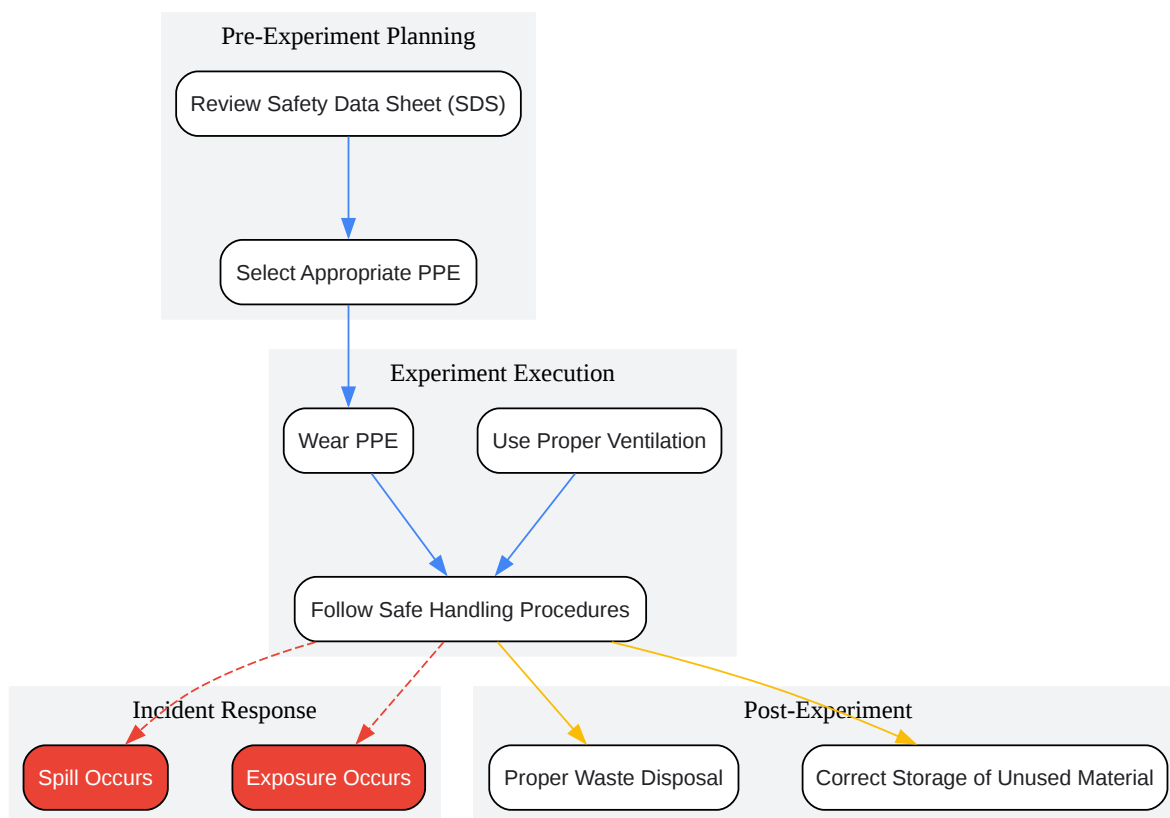 Pre-Experiment Planning
Review Safety Data Sheet (SDS)
Select Appropriate PPE
Experiment Execution
Wear PPE
Use Proper Ventilation
Follow Safe Handling Procedures
Incident Response
Spill Occurs
Exposure Occurs
Post-Experiment
Proper Waste Disposal
Correct Storage of Unused Material